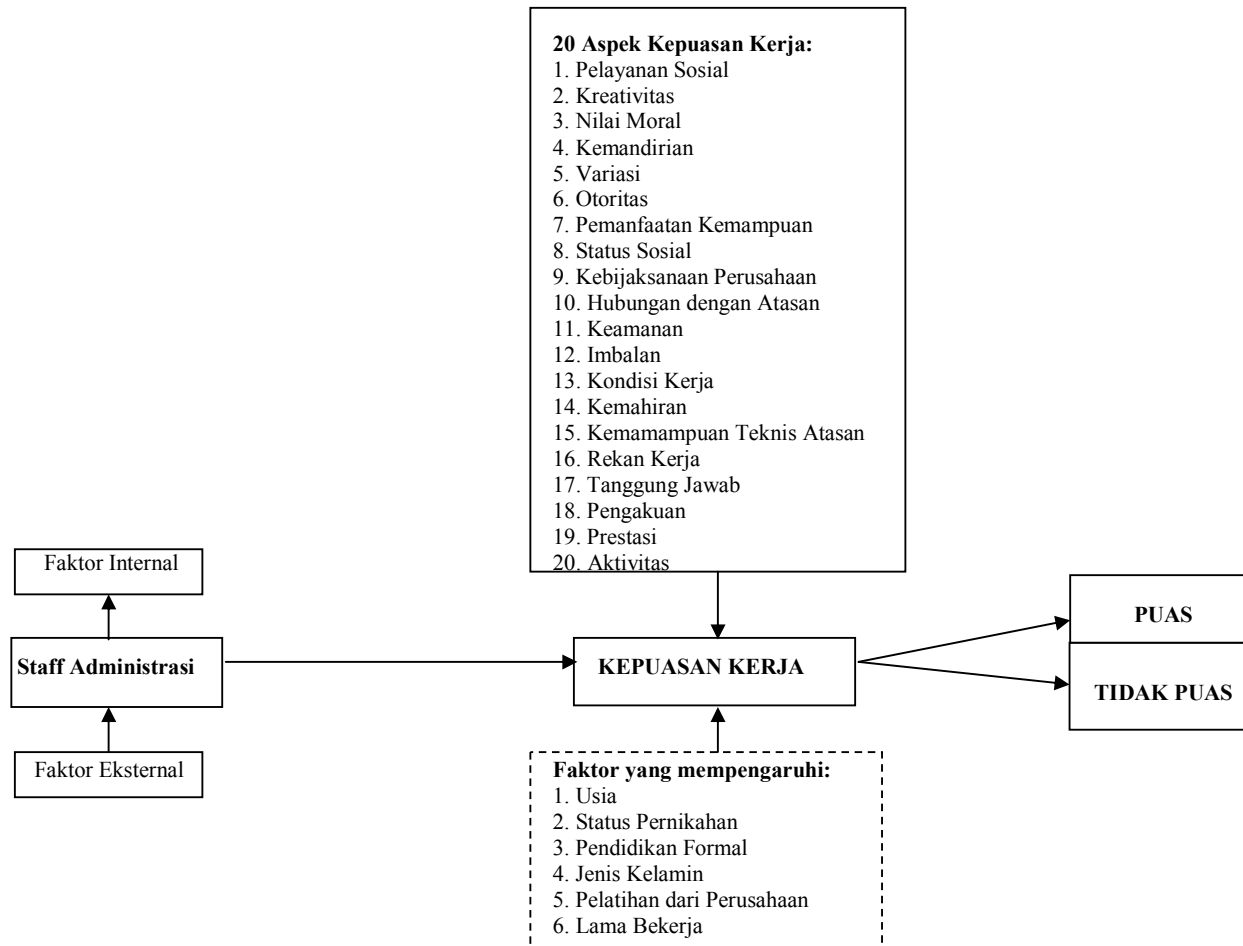 20 Aspek Kepuasan Kerja:
1. Pelayanan Sosial
2. Kreativitas
3. Nilai Moral
4. Kemandirian
5. Variasi
6. Otoritas
7. Pemanfaatan Kemampuan
8. Status Sosial
9. Kebijaksanaan Perusahaan
10. Hubungan dengan Atasan
11. Keamanan
12. Imbalan
13. Kondisi Kerja
14. Kemahiran
15. Kemamampuan Teknis Atasan
16. Rekan Kerja
17. Tanggung Jawab
18. Pengakuan
19. Prestasi
20. Aktivitas
Faktor Internal
Staff Administrasi
Faktor Eksternal
KEPUASAN KERJA
PUAS
TIDAK PUAS
Faktor yang mempengaruhi:
1. Usia
2. Status Pernikahan
3. Pendidikan Formal
4. Jenis Kelamin
5. Pelatihan dari Perusahaan
6. Lama Bekerja